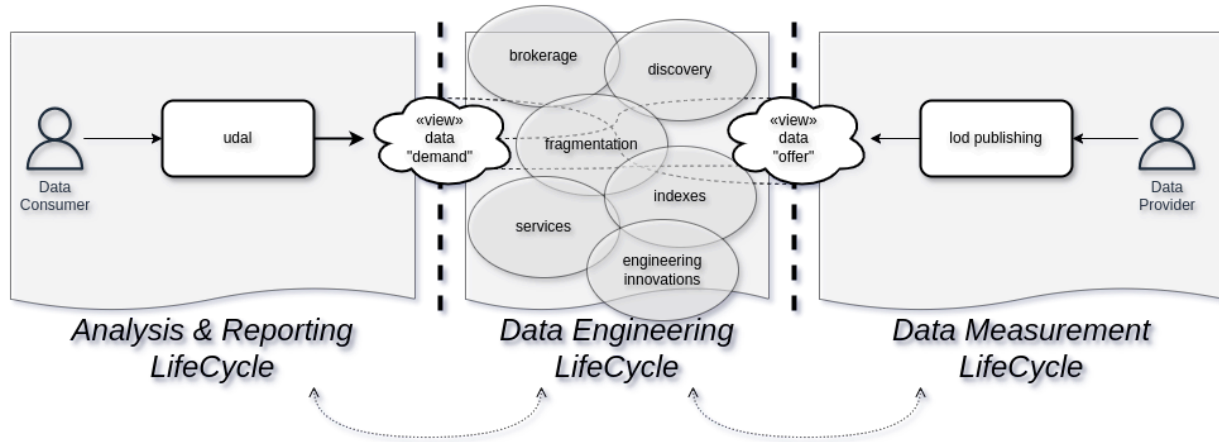 brokerage
discovery
«view»
data
"demand"
«view»
data
"offer"
udal
fragmentation
lod publishing
Data
Consumer
Data
Provider
indexes
services
engineering
innovations
Analysis & Reporting
LifeCycle
Data Engineering
LifeCycle
Data Measurement
LifeCycle